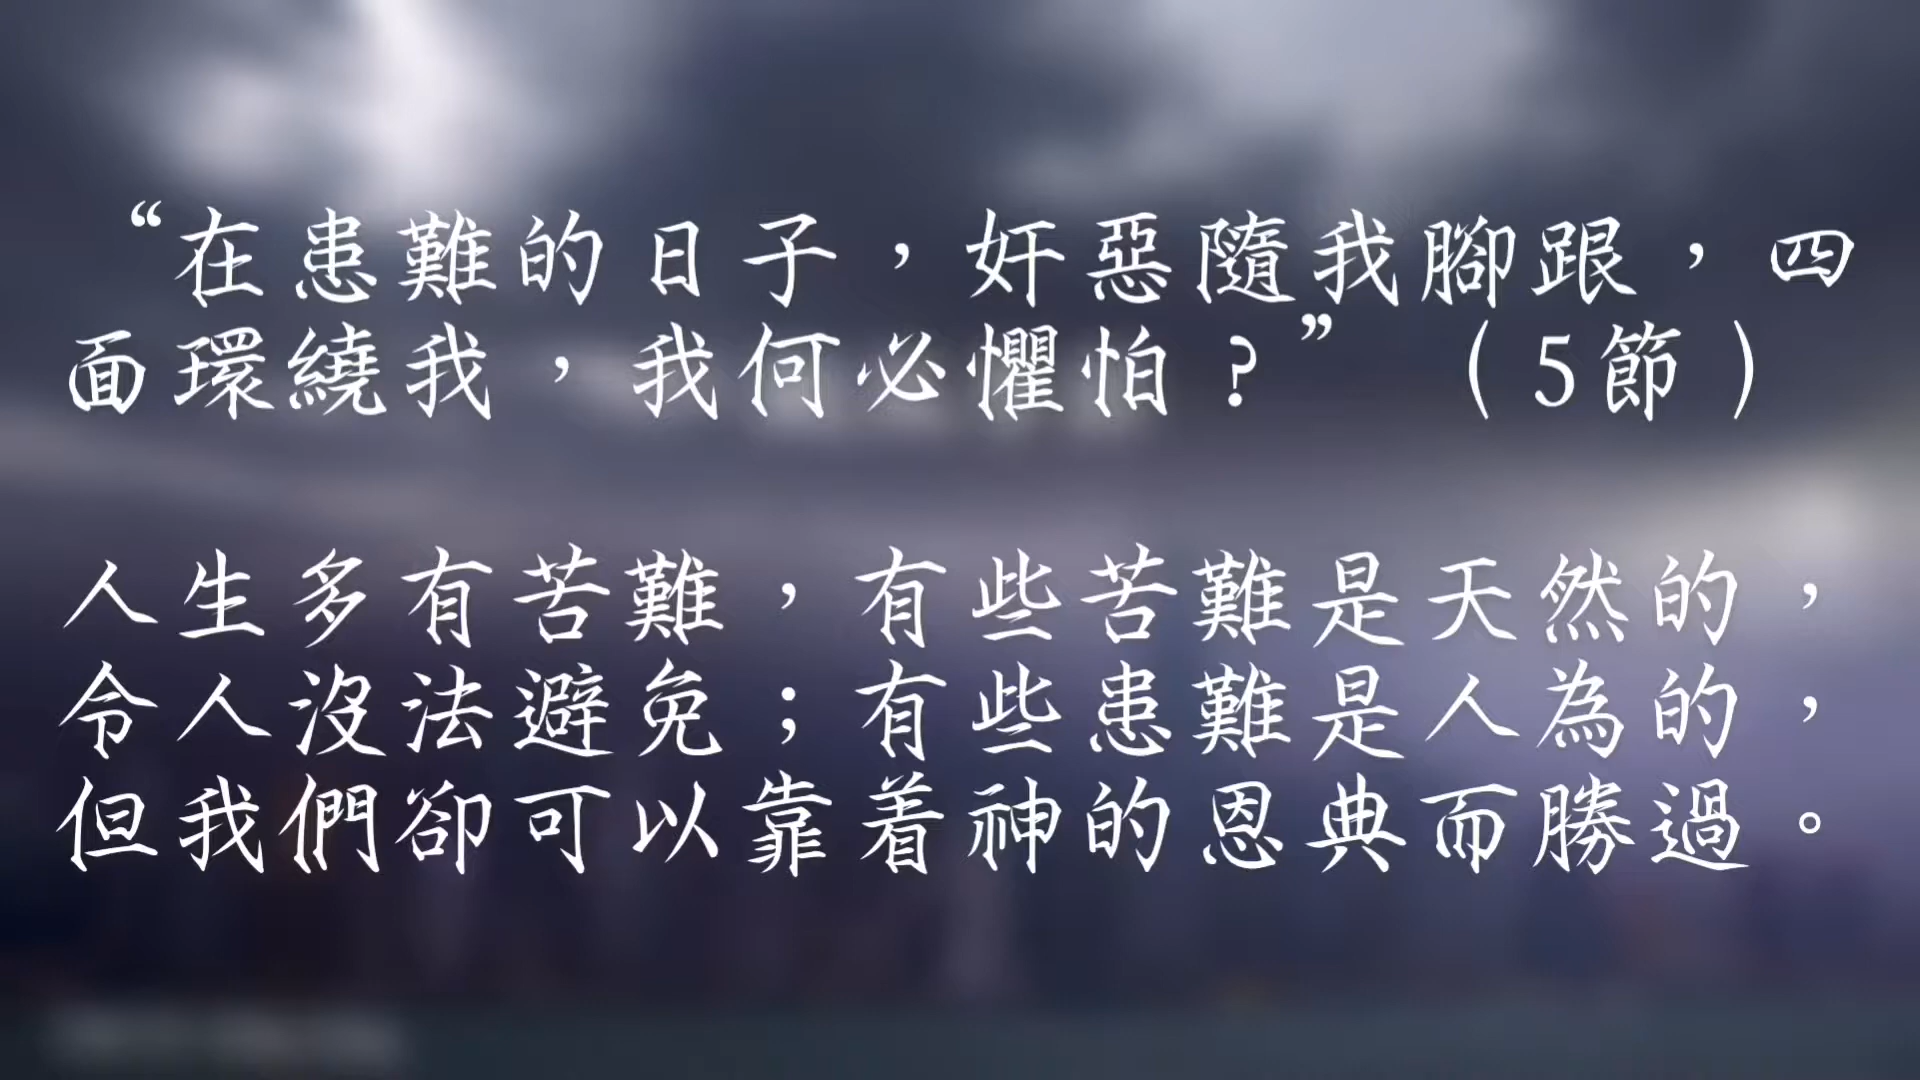 “在患難的日子，奸惡隨我腳跟，四
面環繞我，我何必懼怕？”（5節）
人生多有苦難，有些苦難是天然的，
令人沒法避免；有些患難是人為的，
但我們卻可以靠着神的恩典而勝過。